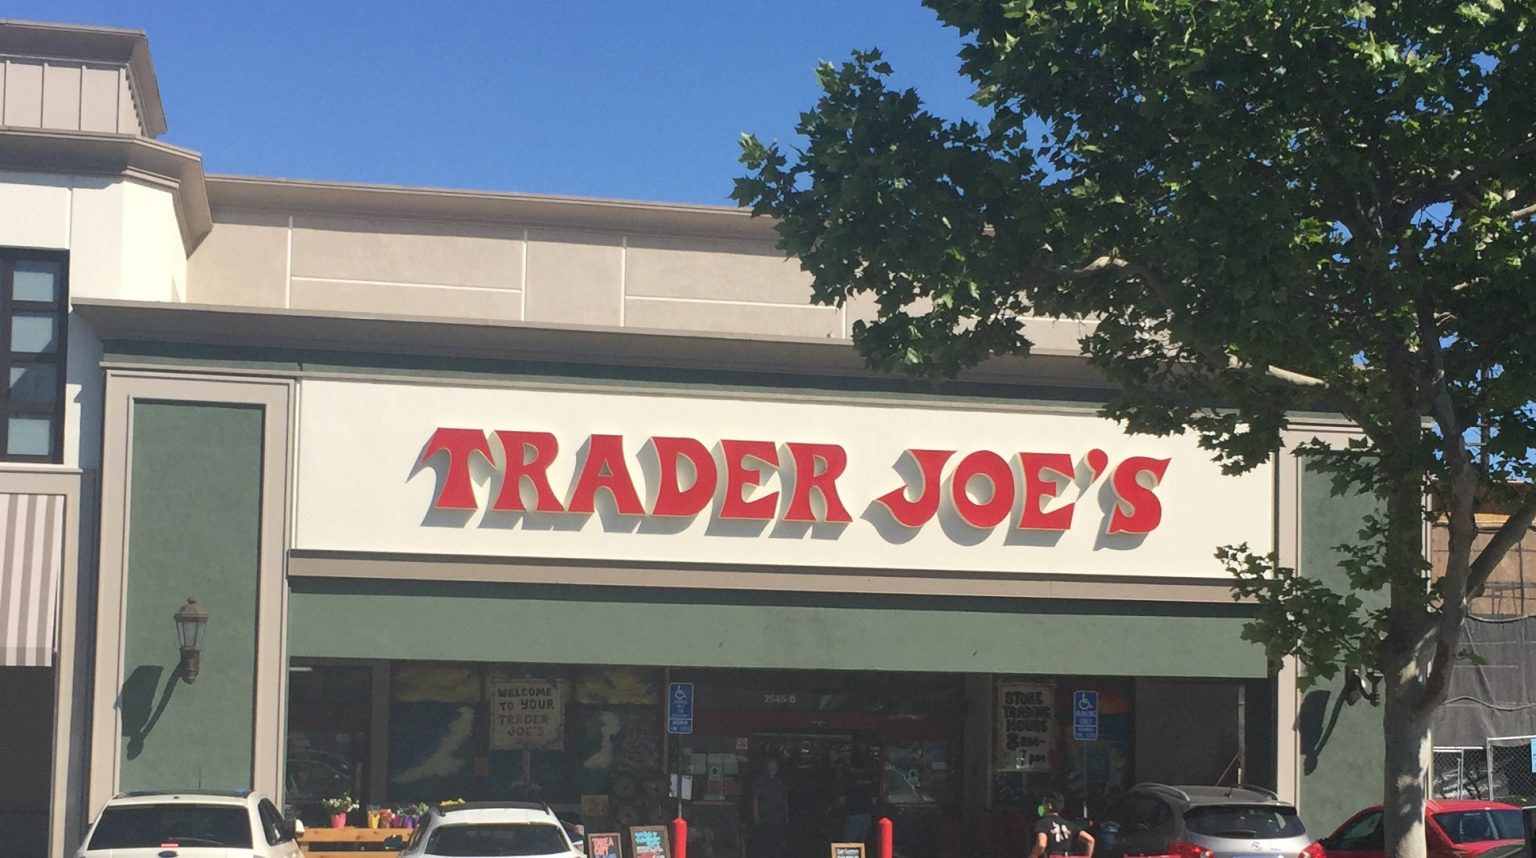 TRADER JOE'S
2545-B
WELCOME
TO YOUR
TRADER
JOE'S
STORE
TRADING
HOURS